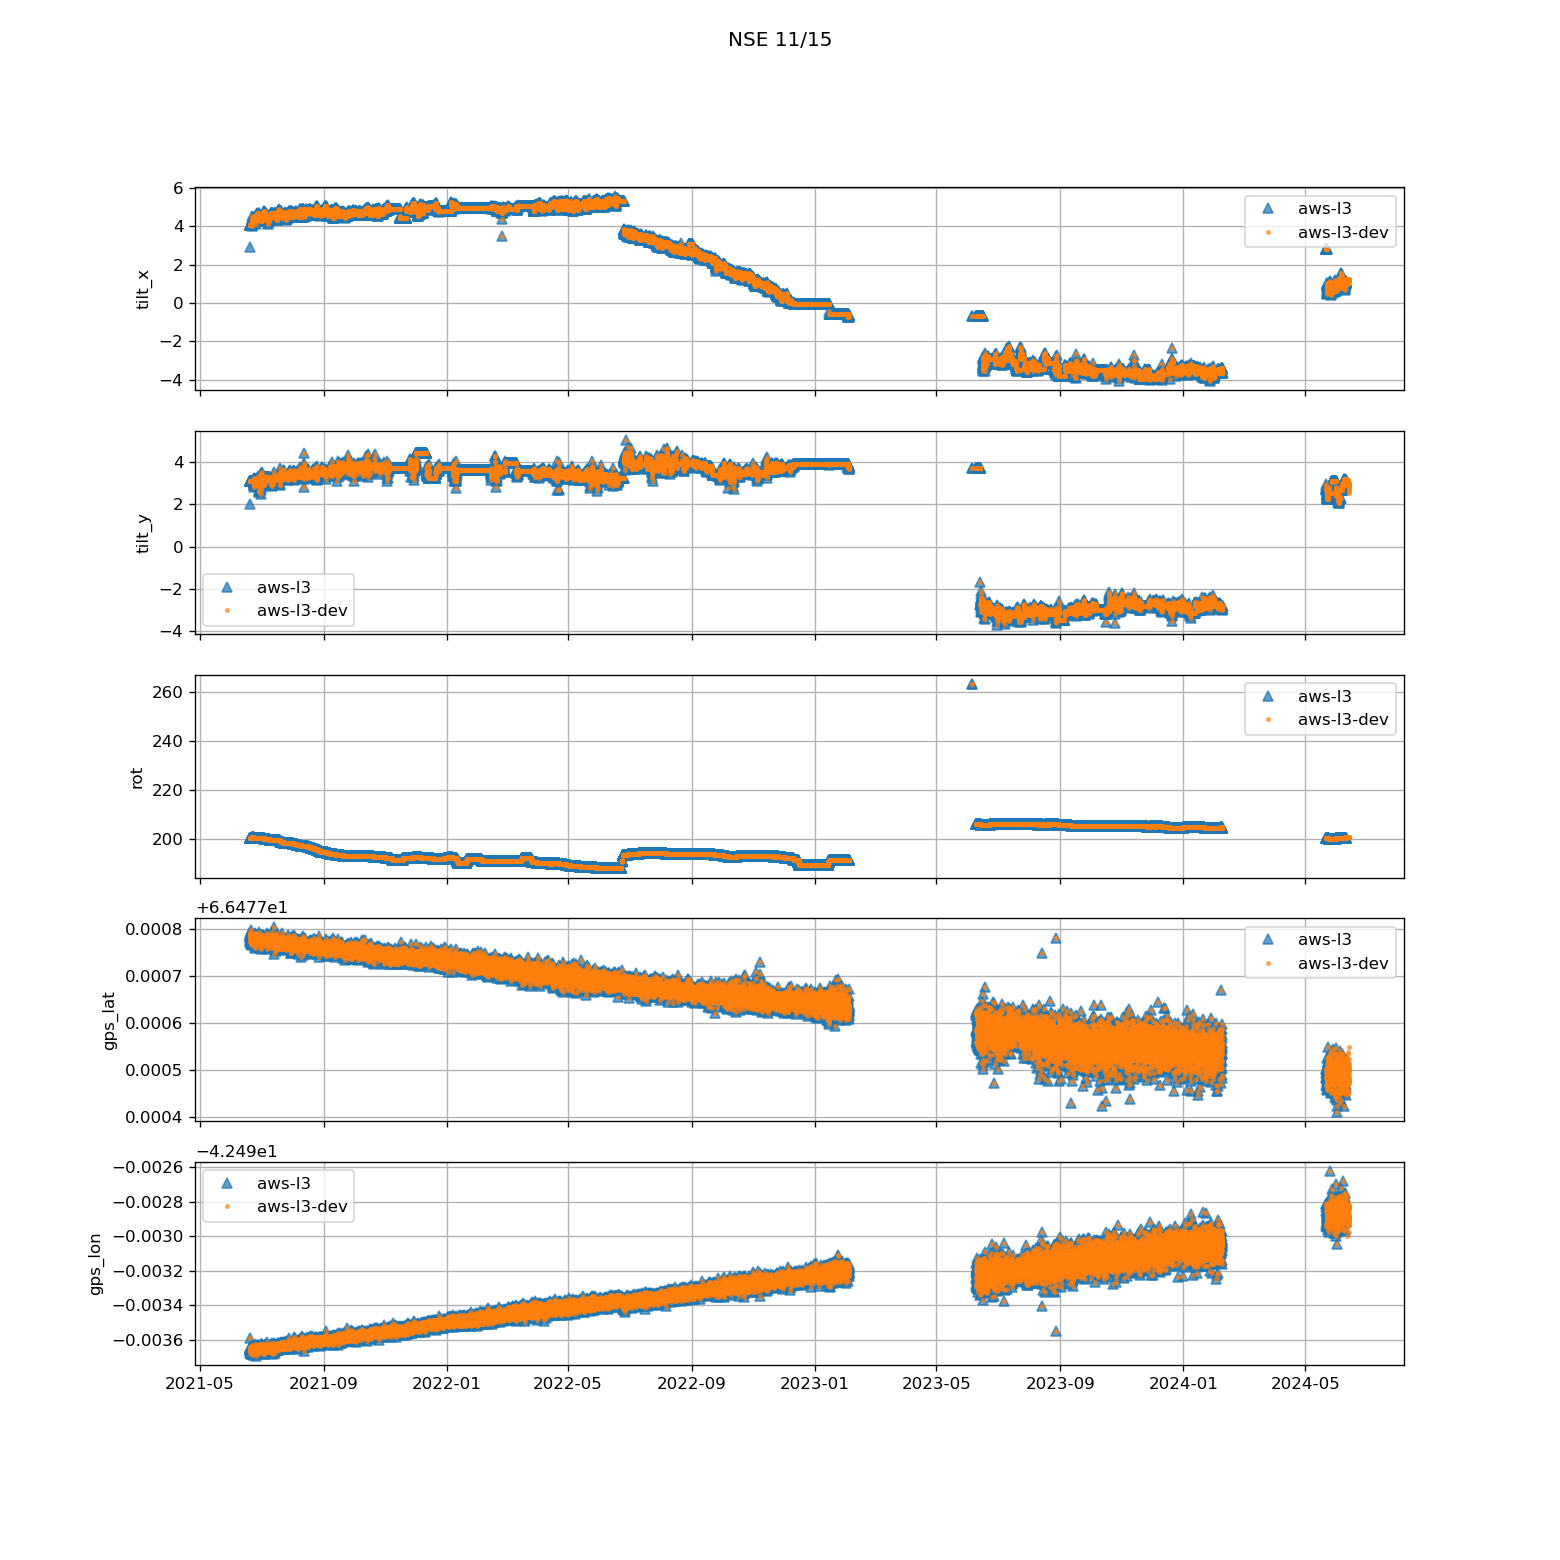 NSE 11/15
6
4
2
0
−2
−4
tilt_x
aws-l3
aws-l3-dev
4
2
0
−2
−4
tilt_y
aws-l3
aws-l3-dev
260
240
220
200
rot
aws-l3
aws-l3-dev
+6.6477e1
0.0008
0.0007
0.0006
0.0005
0.0004
gps_lat
aws-l3
aws-l3-dev
−4.249e1
−0.0026
−0.0028
−0.0030
−0.0032
−0.0034
−0.0036
gps_lon
aws-l3
aws-l3-dev
2021-05 2021-09 2022-01 2022-05 2022-09 2023-01 2023-05 2023-09 2024-01 2024-05